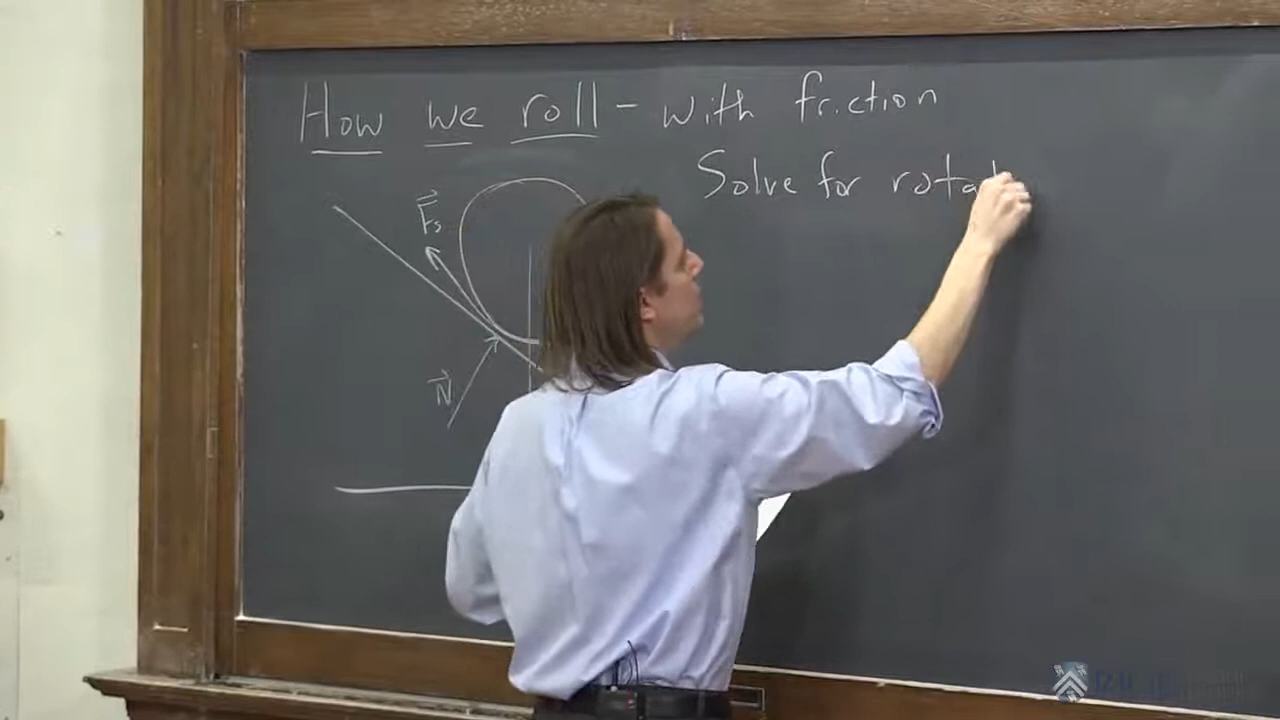 How we roll - with friction
Solve for rotat
F⃗s
N⃗